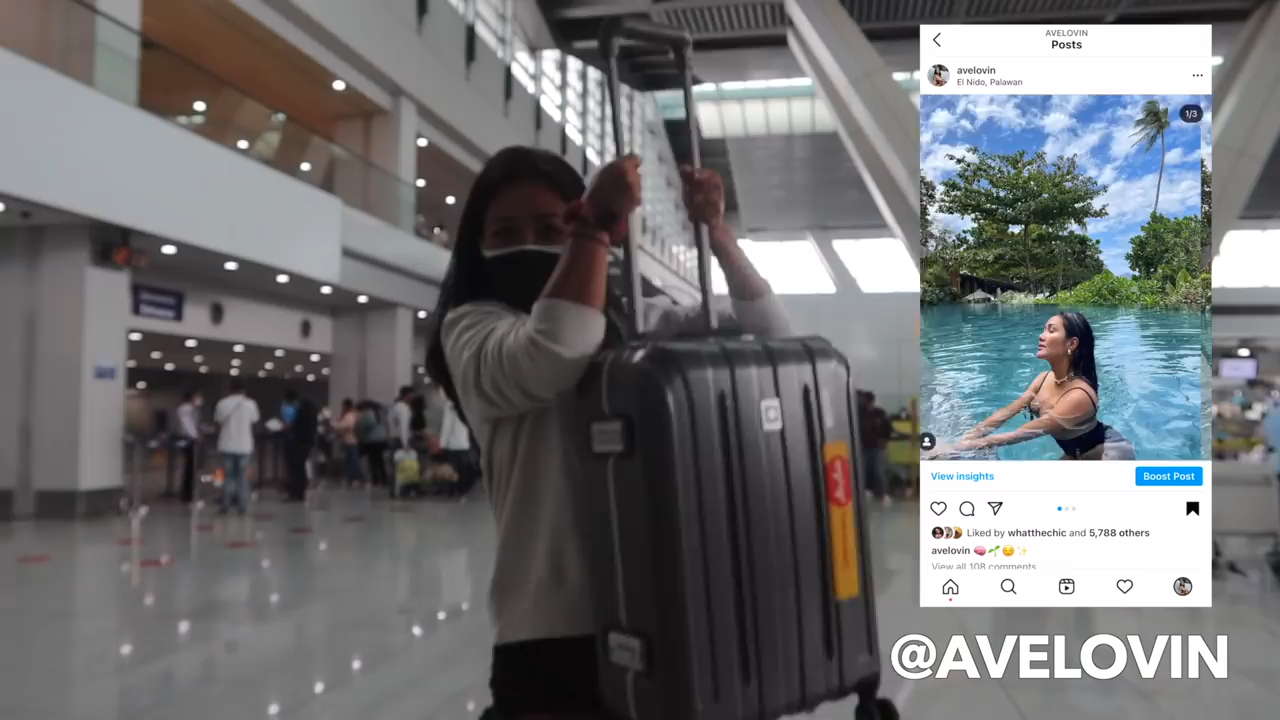 AVELOVIN
Posts
avelovin
El Nido, Palawan
1/3
View insights
Boost Post
Liked by whatthechic and 5,788 others
avelovin 🧠🌱😌✨
View all 108 comments
@AVELOVIN